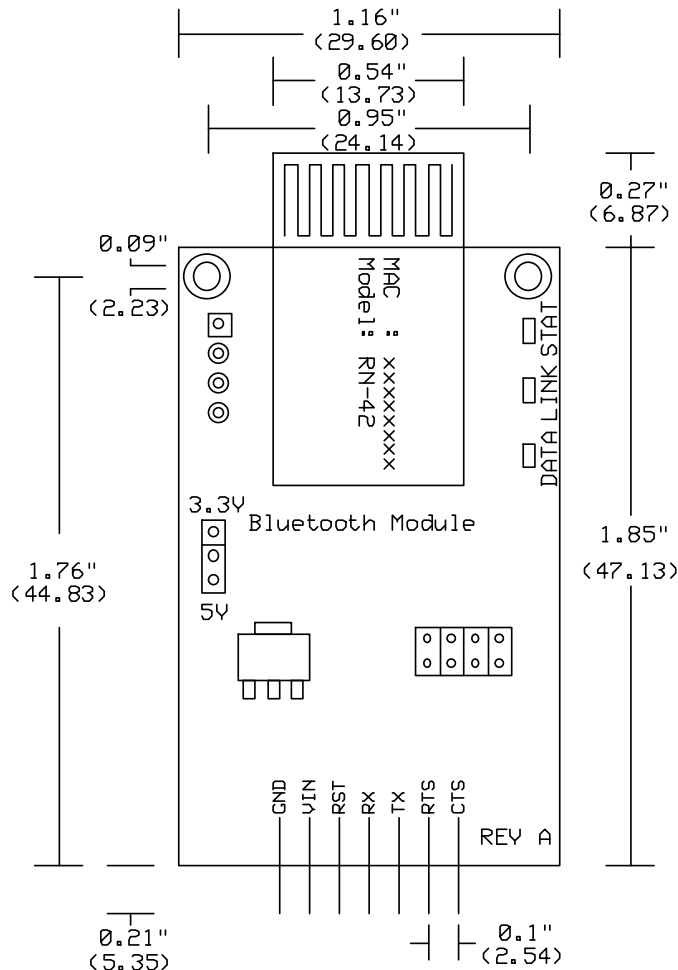 1.16"
(29.60)
0.54"
(13.73)
0.95"
(24.14)
0.27"
(6.87)
0.09"
(2.23)
MAC : xxxxxxxxx
Model: RN-42
STAT
LINK
DATA
3.3V
Bluetooth Module
5V
1.76"
(44.83)
1.85"
(47.13)
GND
VIN
RST
RX
TX
RTS
CTS
REV A
0.21"
(5.35)
0.1"
(2.54)